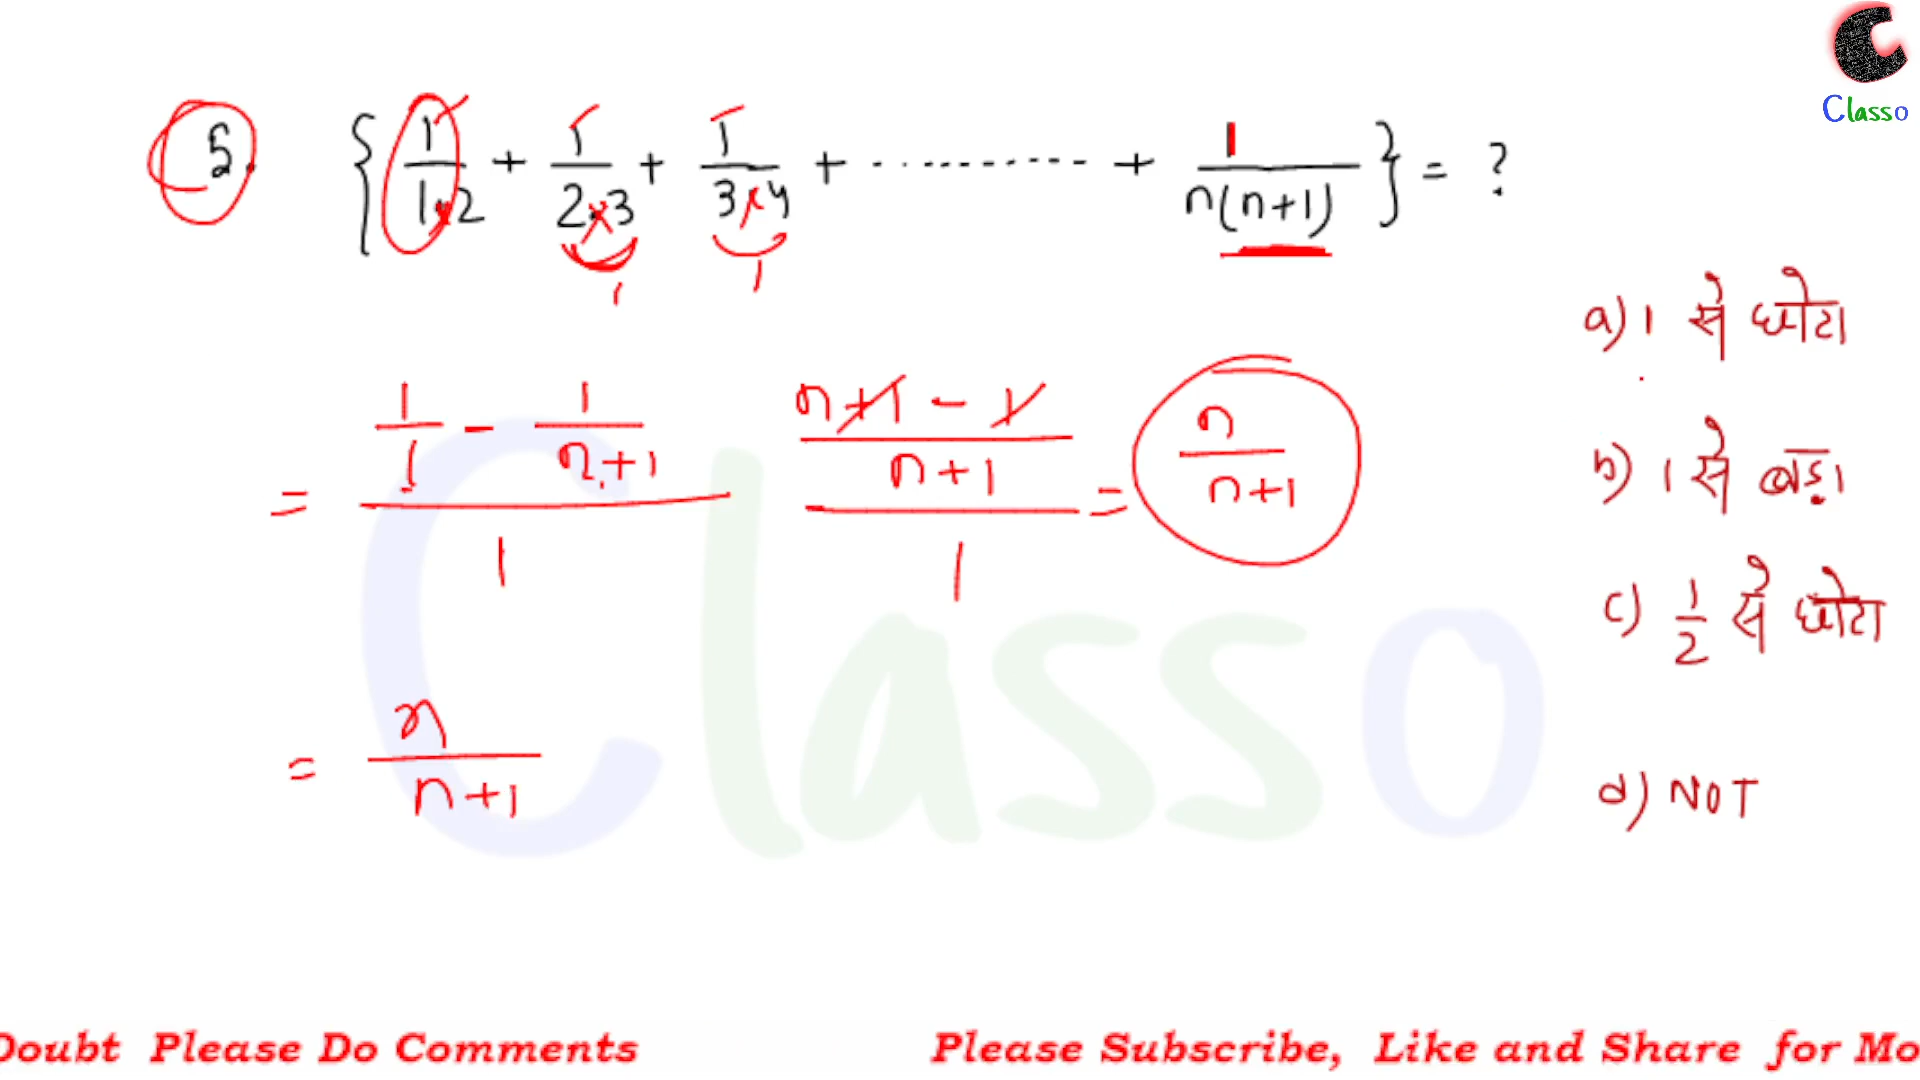 Classo
5. { 1/1.2 + 1/2.3 + 1/3.4 + .......... + 1/n(n+1) } = ?
a) 1 से छोटा
= (1/1 - 1/n+1)/1 (n+1 - 1/n+1)/1 = n/n+1
b) 1 से बड़ा
c) 1/2 से छोटा
= n/n+1
d) NOT
Classo
Doubt Please Do Comments Please Subscribe, Like and Share for Mo